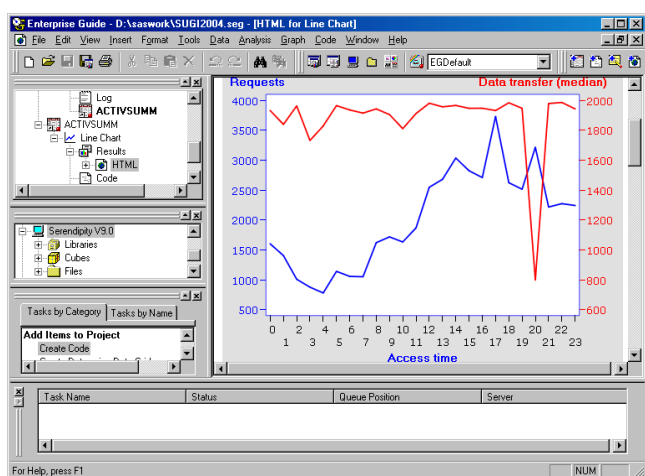 Enterprise Guide - D:\saswork\SUGI2004.seg - [HTML for Line Chart]
File Edit View Insert Format Tools Data Analysis Graph Code Window Help
EGDefault
Log
ACTIVSUMM
ACTIVSUMM
Line Chart
Results
HTML
Code
Serendipity V9.0
Libraries
Cubes
Files
Tasks by Category Tasks by Name
Add Items to Project
Create Code
Requests Data transfer (median)
4000 2000
3500 1800
3000 1600
2500 1400
2000 1200
1500 1000
1000 800
500 600
0 2 4 6 8 10 12 14 16 18 20 22
1 3 5 7 9 11 13 15 17 19 21 23
Access time
Task Name Status Queue Position Server
For Help, press F1 NUM